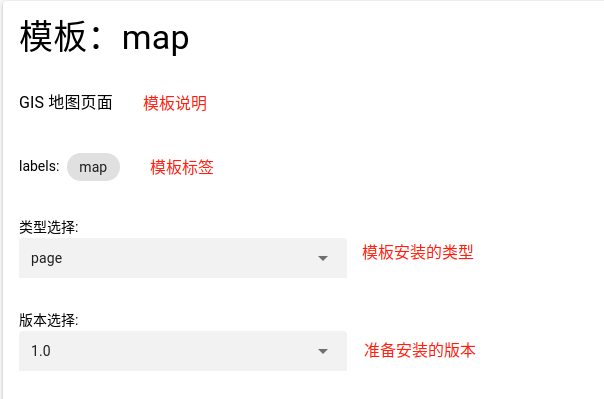 模板：map
GIS 地图页面 模板说明
labels: map 模板标签
类型选择:
page 模板安装的类型
版本选择:
1.0 准备安装的版本